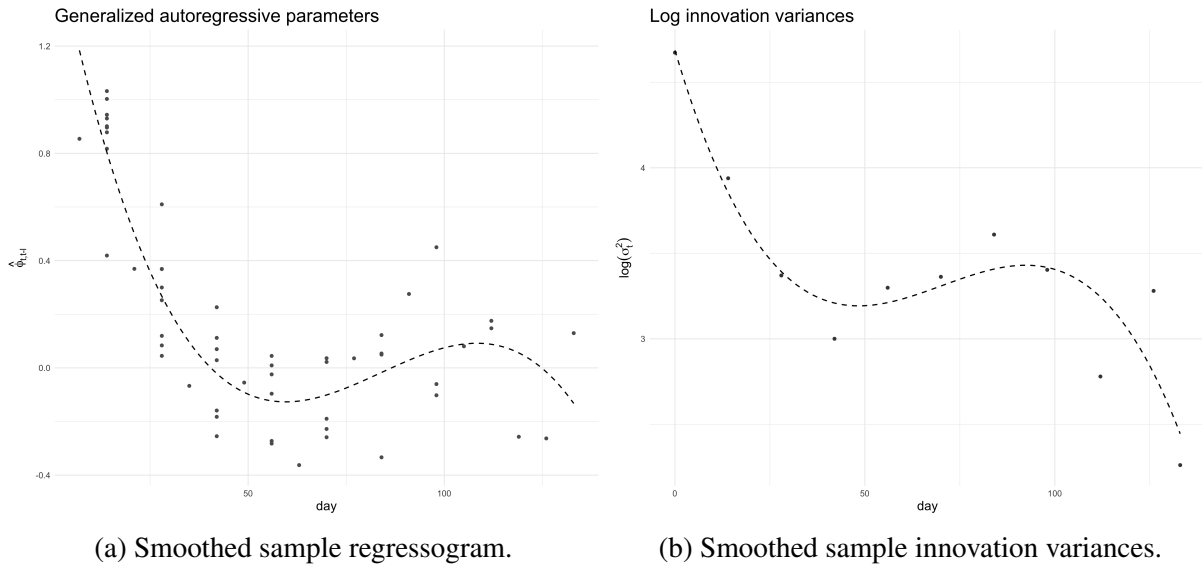 Generalized autoregressive parameters
1.2
0.8
0.4
0.0
-0.4
φ̂t,t-l
50
100
day
(a) Smoothed sample regressogram.
Log innovation variances
4
3
log(σ̂t²)
0
50
100
day
(b) Smoothed sample innovation variances.